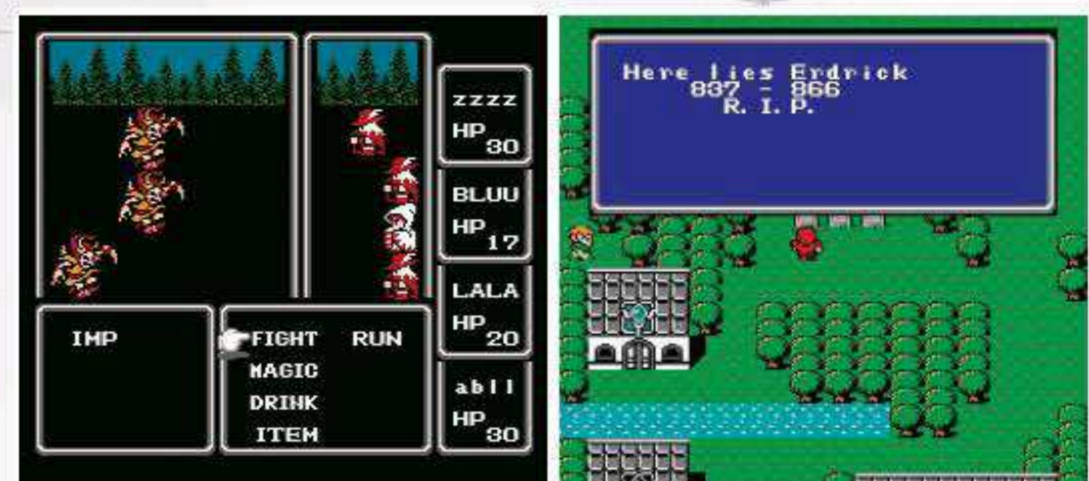 zzzz
HP 30
BLUU
HP 17
LALA
HP 20
abll
HP 30
IMP
FIGHT RUN
MAGIC
DRINK
ITEM
Here lies Erdrick
837 - 866
R. I. P.